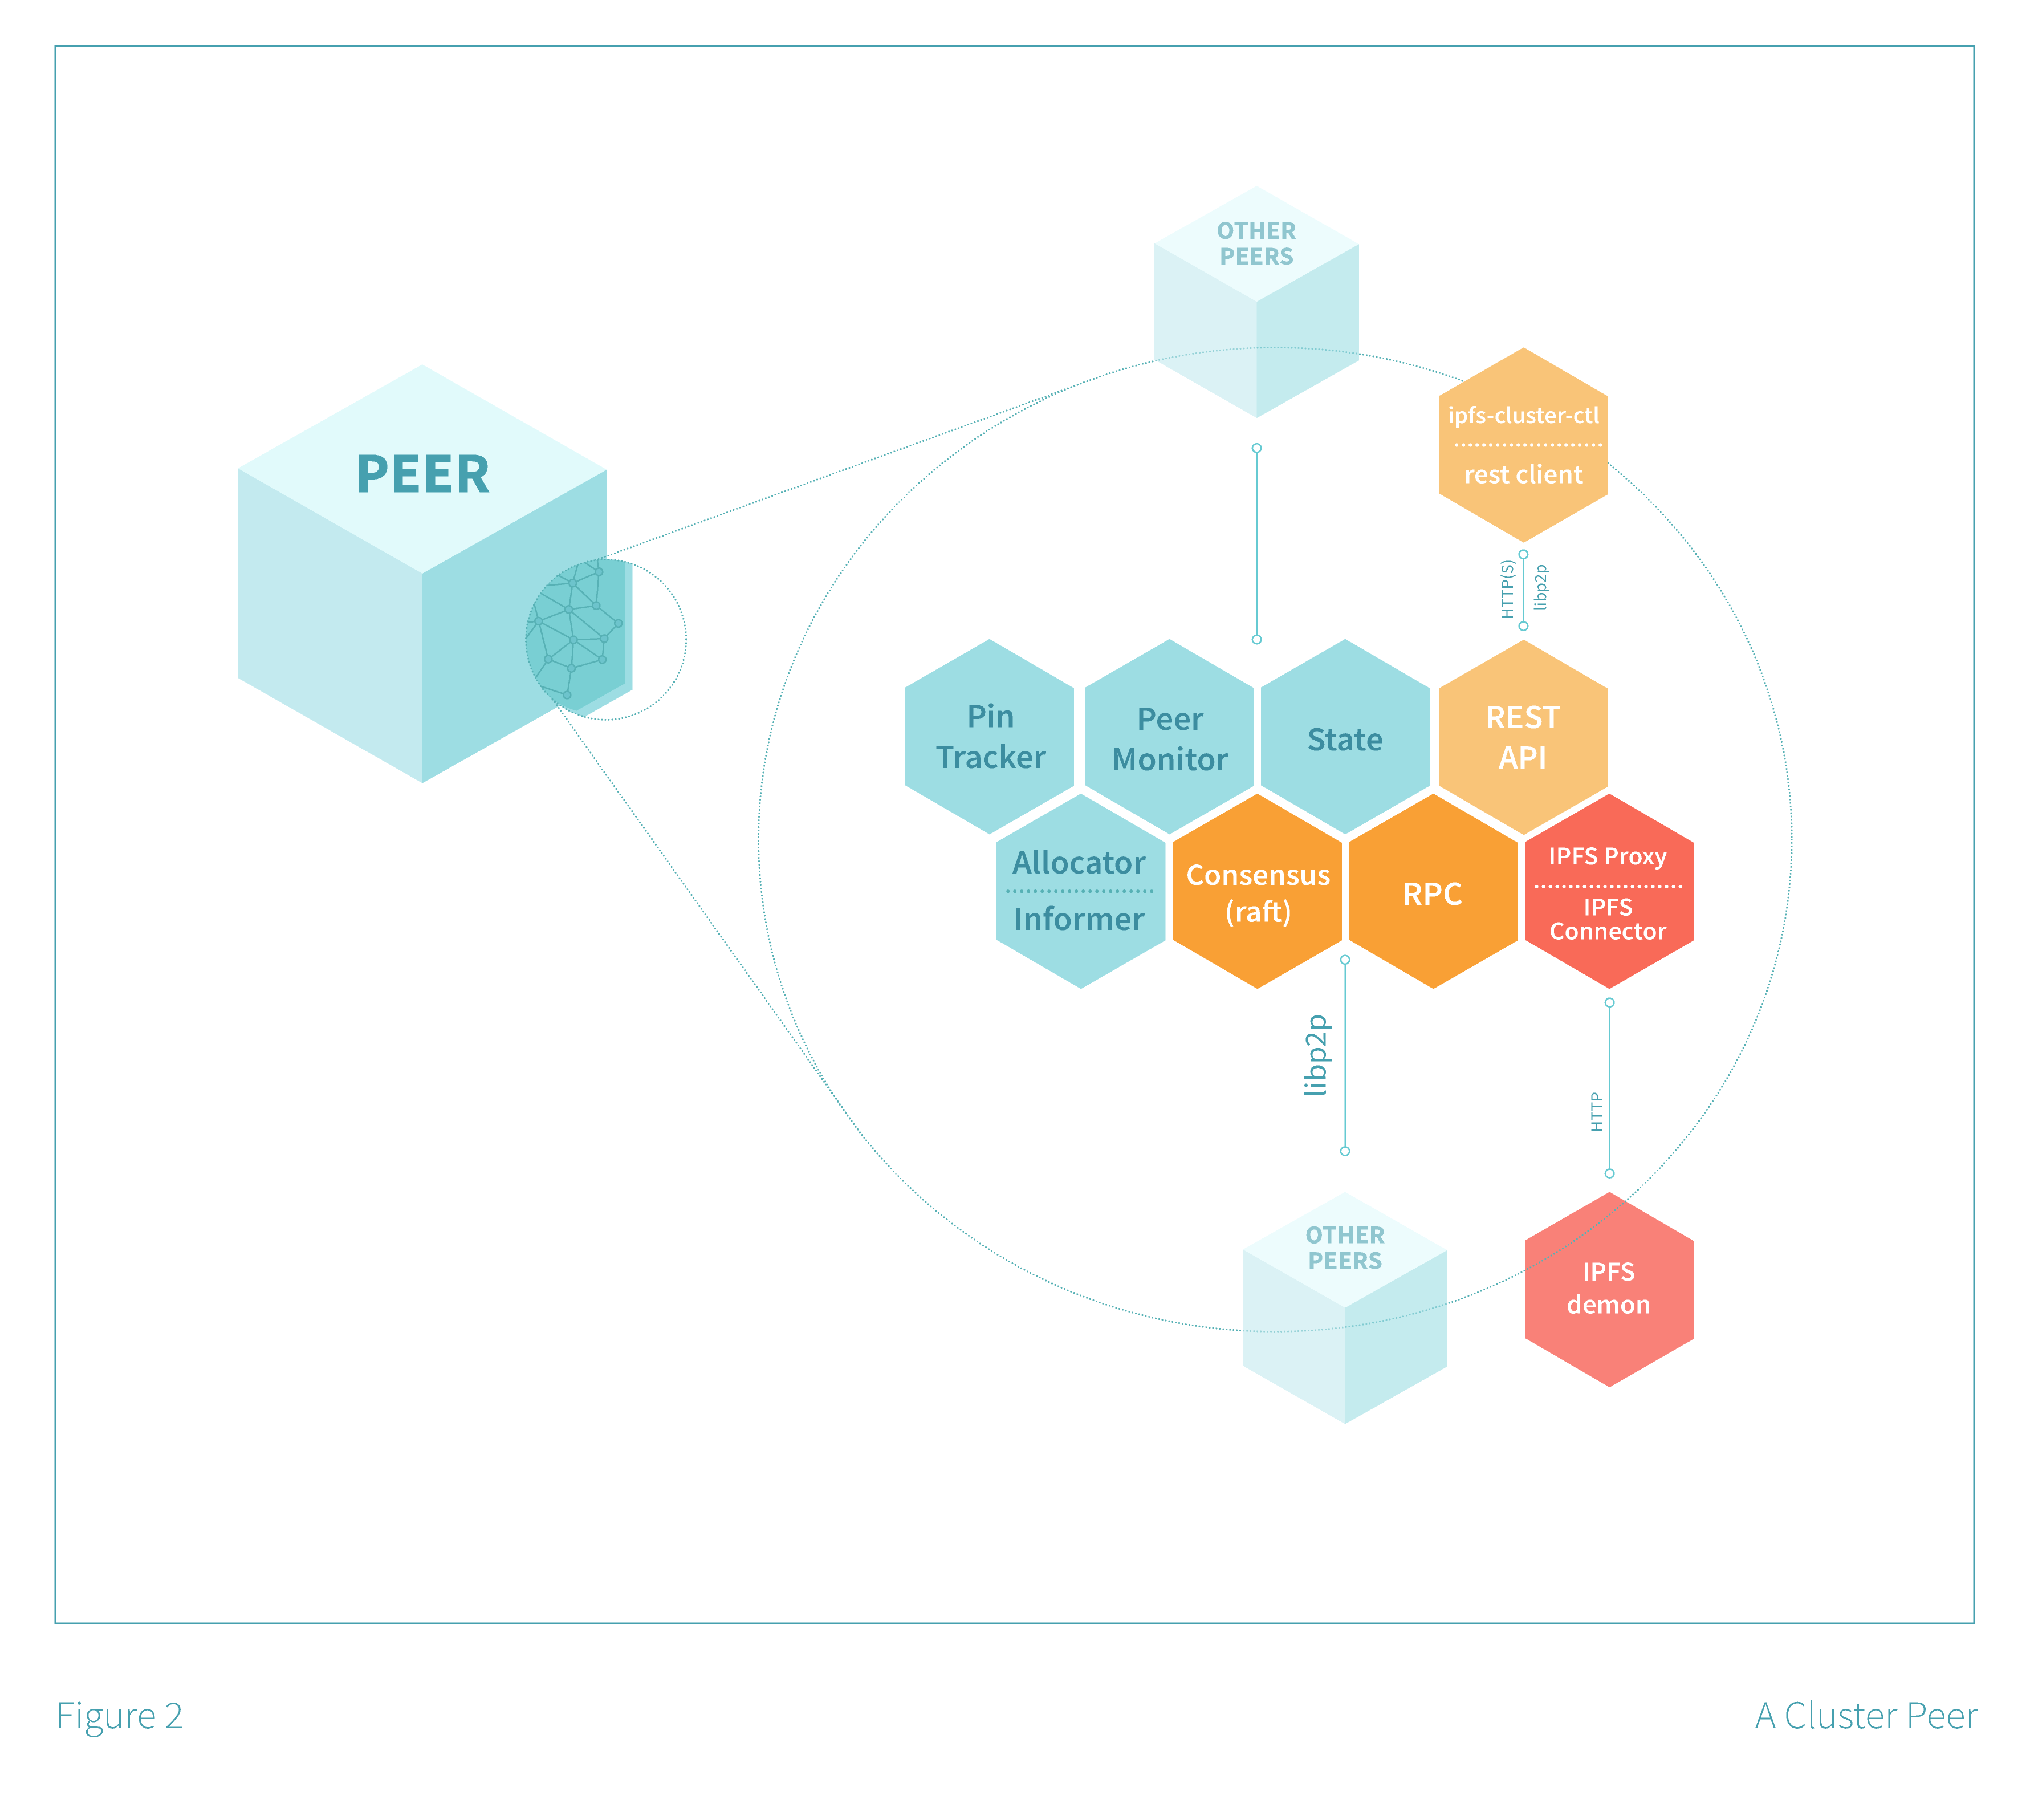 OTHER
PEERS
PEER
ipfs-cluster-ctl
rest client
HTTP(S)
libp2p
Pin
Tracker
Peer
Monitor
State
REST
API
Allocator
Informer
Consensus
(raft)
RPC
IPFS Proxy
IPFS
Connector
libp2p
HTTP
OTHER
PEERS
IPFS
demon
Figure 2
A Cluster Peer